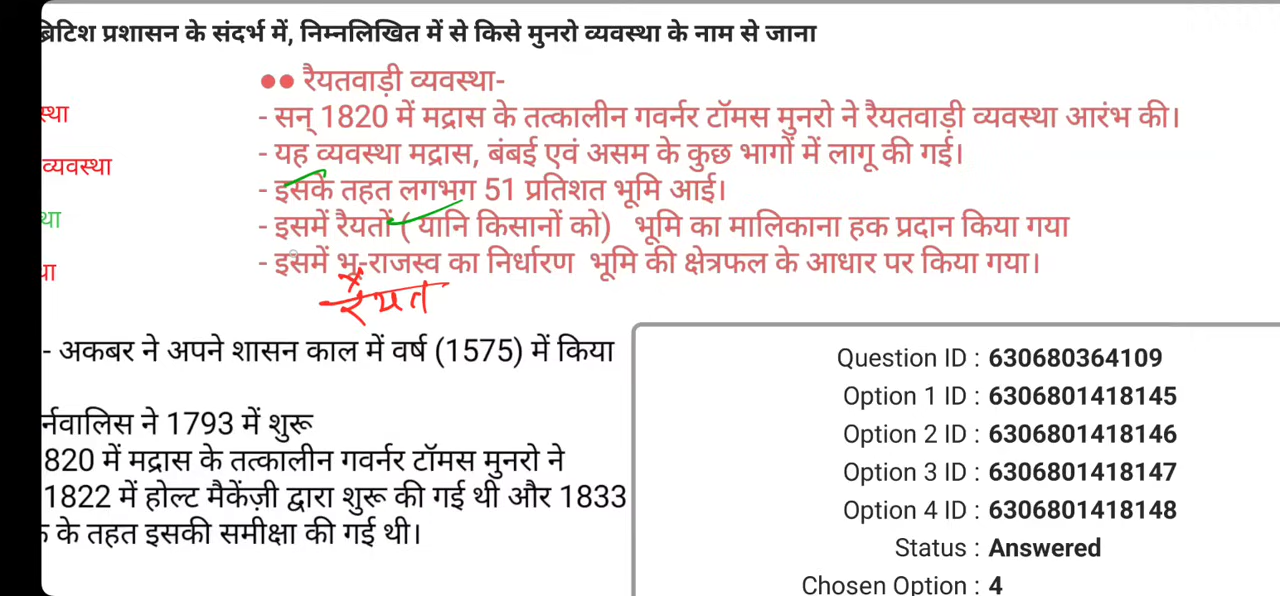 ब्रिटिश प्रशासन के संदर्भ में, निम्नलिखित में से किसे मुनरो व्यवस्था के नाम से जाना
●● रैयतवाड़ी व्यवस्था-
स्था
- सन् 1820 में मद्रास के तत्कालीन गवर्नर टॉमस मुनरो ने रैयतवाड़ी व्यवस्था आरंभ की।
- यह व्यवस्था मद्रास, बंबई एवं असम के कुछ भागों में लागू की गई।
व्यवस्था
- इसके तहत लगभग 51 प्रतिशत भूमि आई।
था
- इसमें रैयतों ( यानि किसानों को) भूमि का मालिकाना हक प्रदान किया गया
- इसमें भू-राजस्व का निर्धारण भूमि की क्षेत्रफल के आधार पर किया गया।
रैयत
- अकबर ने अपने शासन काल में वर्ष (1575) में किया
र्नवालिस ने 1793 में शुरू
820 में मद्रास के तत्कालीन गवर्नर टॉमस मुनरो ने
1822 में होल्ट मैकेंज़ी द्वारा शुरू की गई थी और 1833
के तहत इसकी समीक्षा की गई थी।
Question ID : 630680364109
Option 1 ID : 6306801418145
Option 2 ID : 6306801418146
Option 3 ID : 6306801418147
Option 4 ID : 6306801418148
Status : Answered
Chosen Option : 4